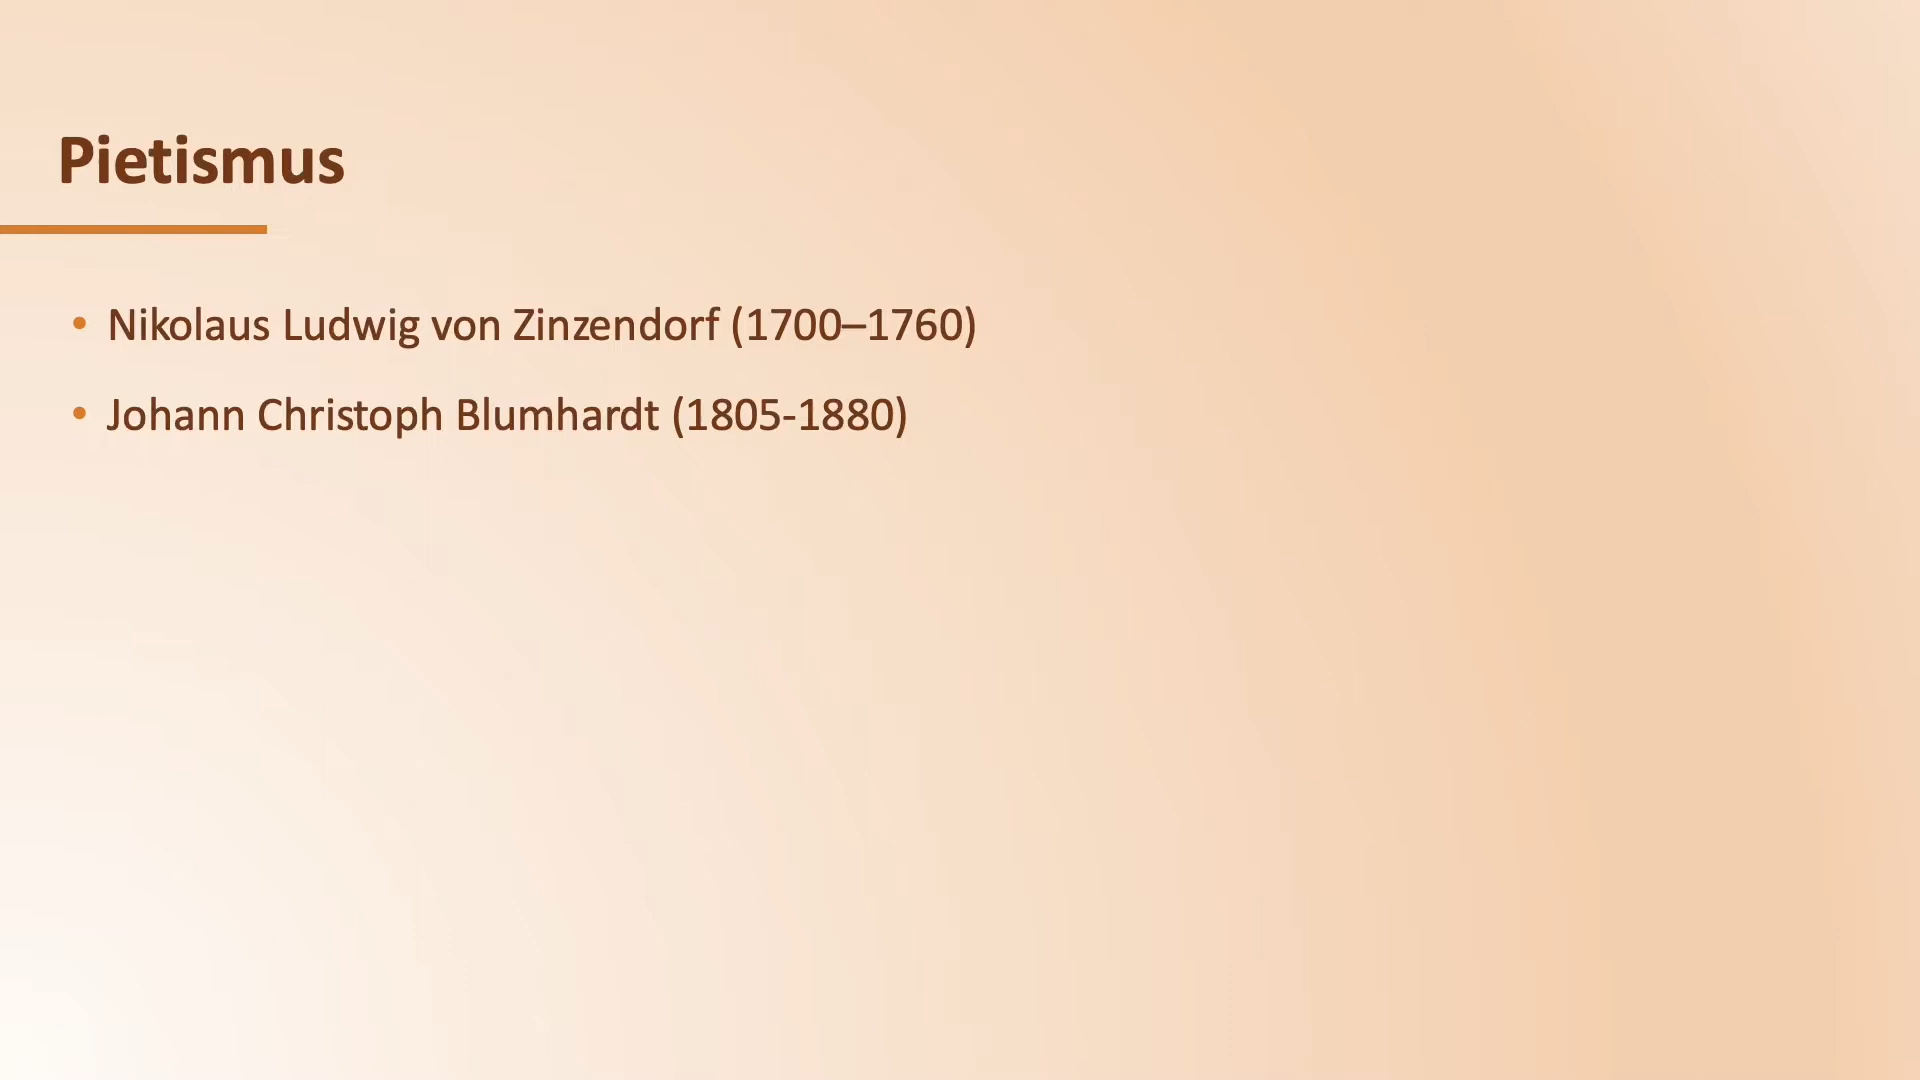 Pietismus
• Nikolaus Ludwig von Zinzendorf (1700–1760)
• Johann Christoph Blumhardt (1805-1880)